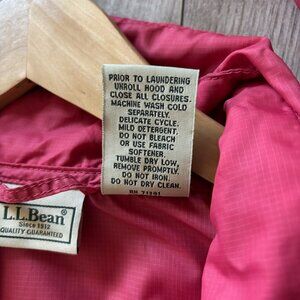 PRIOR TO LAUNDERING
UNROLL HOOD AND
CLOSE ALL CLOSURES.
MACHINE WASH COLD
SEPARATELY.
DELICATE CYCLE.
MILD DETERGENT.
DO NOT BLEACH
OR USE FABRIC
SOFTENER.
TUMBLE DRY LOW,
REMOVE PROMPTLY.
DO NOT IRON.
DO NOT DRY CLEAN.
RN 71341
L.L.Bean®
Since 1912
QUALITY GUARANTEED